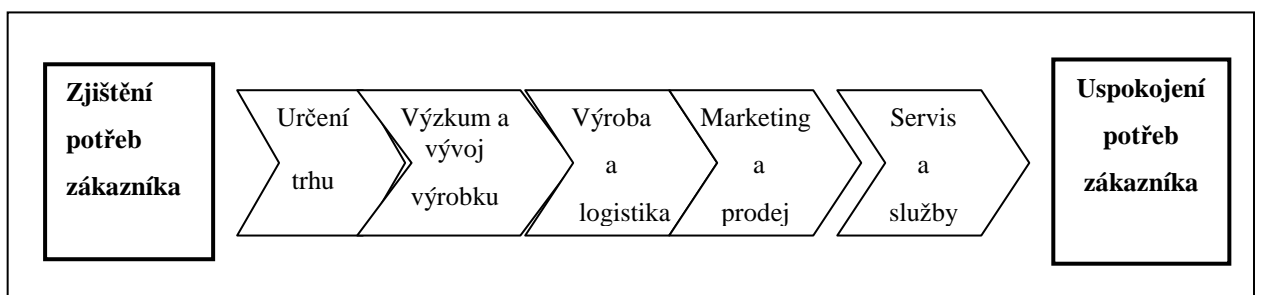 Zjištění
potřeb
zákazníka
Určení
trhu
Výzkum a
vývoj
výrobku
Výroba
a
logistika
Marketing
a
prodej
Servis
a
služby
Uspokojení
potřeb
zákazníka